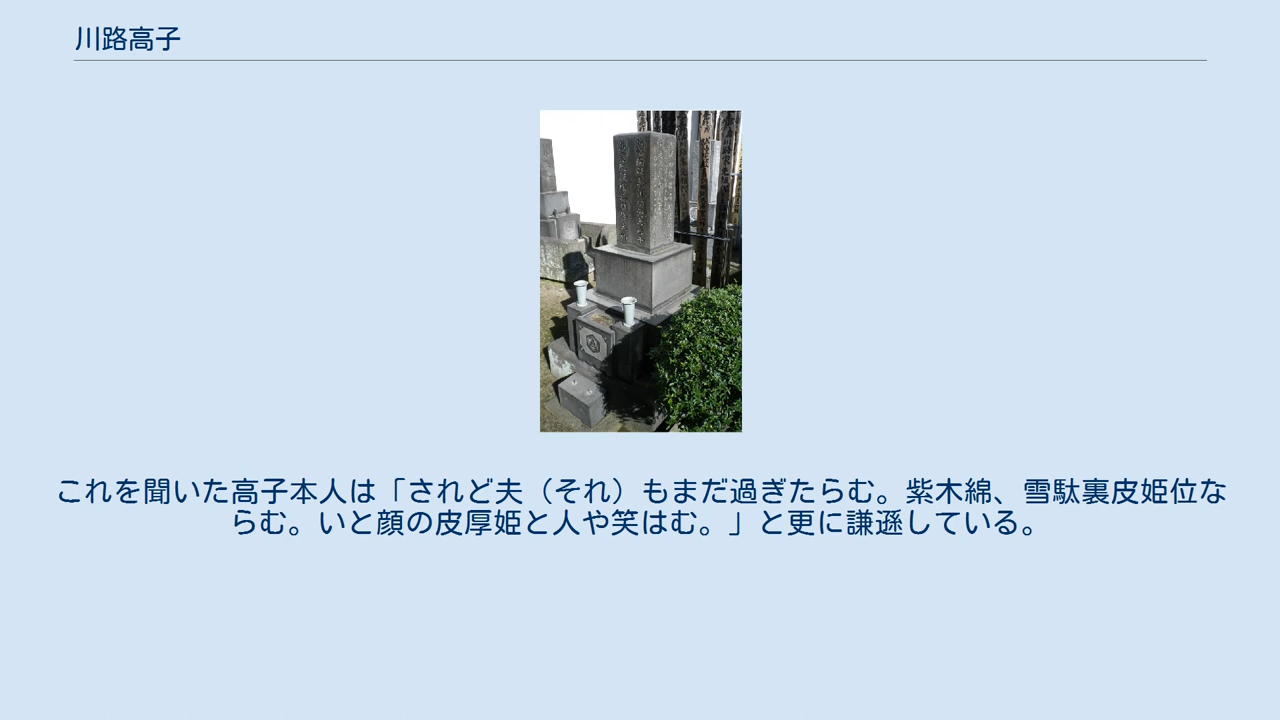 川路高子
これを聞いた高子本人は「されど夫（それ）もまだ過ぎたらむ。紫木綿、雪駄裏皮姫位な
らむ。いと顔の皮厚姫と人や笑はむ。」と更に謙遜している。